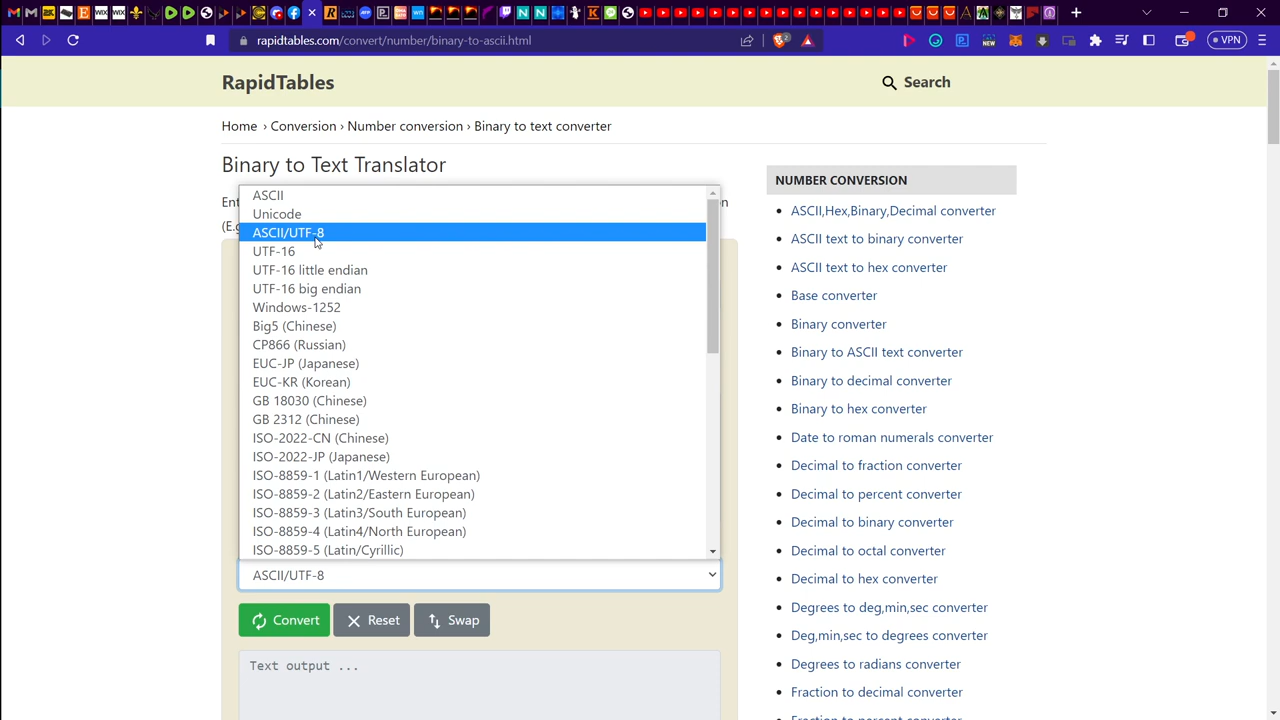 rapidtables.com/convert/number/binary-to-ascii.html
2
VPN
RapidTables
Search
Home › Conversion › Number conversion › Binary to text converter
Binary to Text Translator
ASCII
Unicode
ASCII/UTF-8
UTF-16
UTF-16 little endian
UTF-16 big endian
Windows-1252
Big5 (Chinese)
CP866 (Russian)
EUC-JP (Japanese)
EUC-KR (Korean)
GB 18030 (Chinese)
GB 2312 (Chinese)
ISO-2022-CN (Chinese)
ISO-2022-JP (Japanese)
ISO-8859-1 (Latin1/Western European)
ISO-8859-2 (Latin2/Eastern European)
ISO-8859-3 (Latin3/South European)
ISO-8859-4 (Latin4/North European)
ISO-8859-5 (Latin/Cyrillic)
ASCII/UTF-8
Convert
Reset
Swap
Text output ...
NUMBER CONVERSION
ASCII,Hex,Binary,Decimal converter
ASCII text to binary converter
ASCII text to hex converter
Base converter
Binary converter
Binary to ASCII text converter
Binary to decimal converter
Binary to hex converter
Date to roman numerals converter
Decimal to fraction converter
Decimal to percent converter
Decimal to binary converter
Decimal to octal converter
Decimal to hex converter
Degrees to deg,min,sec converter
Deg,min,sec to degrees converter
Degrees to radians converter
Fraction to decimal converter
Fraction to percent converter